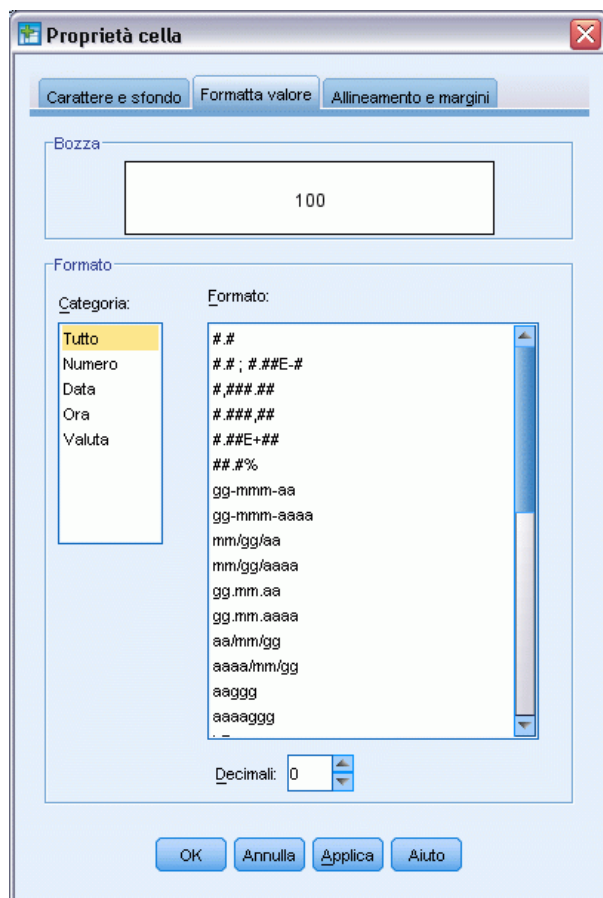 Proprietà cella
Carattere e sfondo
Formatta valore
Allineamento e margini
Bozza
100
Formato
Categoria:
Tutto
Numero
Data
Ora
Valuta
Formato:
#.#
#.# ; #.##E-#
#,###.##
#.###,##
#.##E+##
##.#%
gg-mmm-aa
gg-mmm-aaaa
mm/gg/aa
mm/gg/aaaa
gg.mm.aa
gg.mm.aaaa
aa/mm/gg
aaaa/mm/gg
aaggg
aaaaggg
Decimali: 0
OK
Annulla
Applica
Aiuto